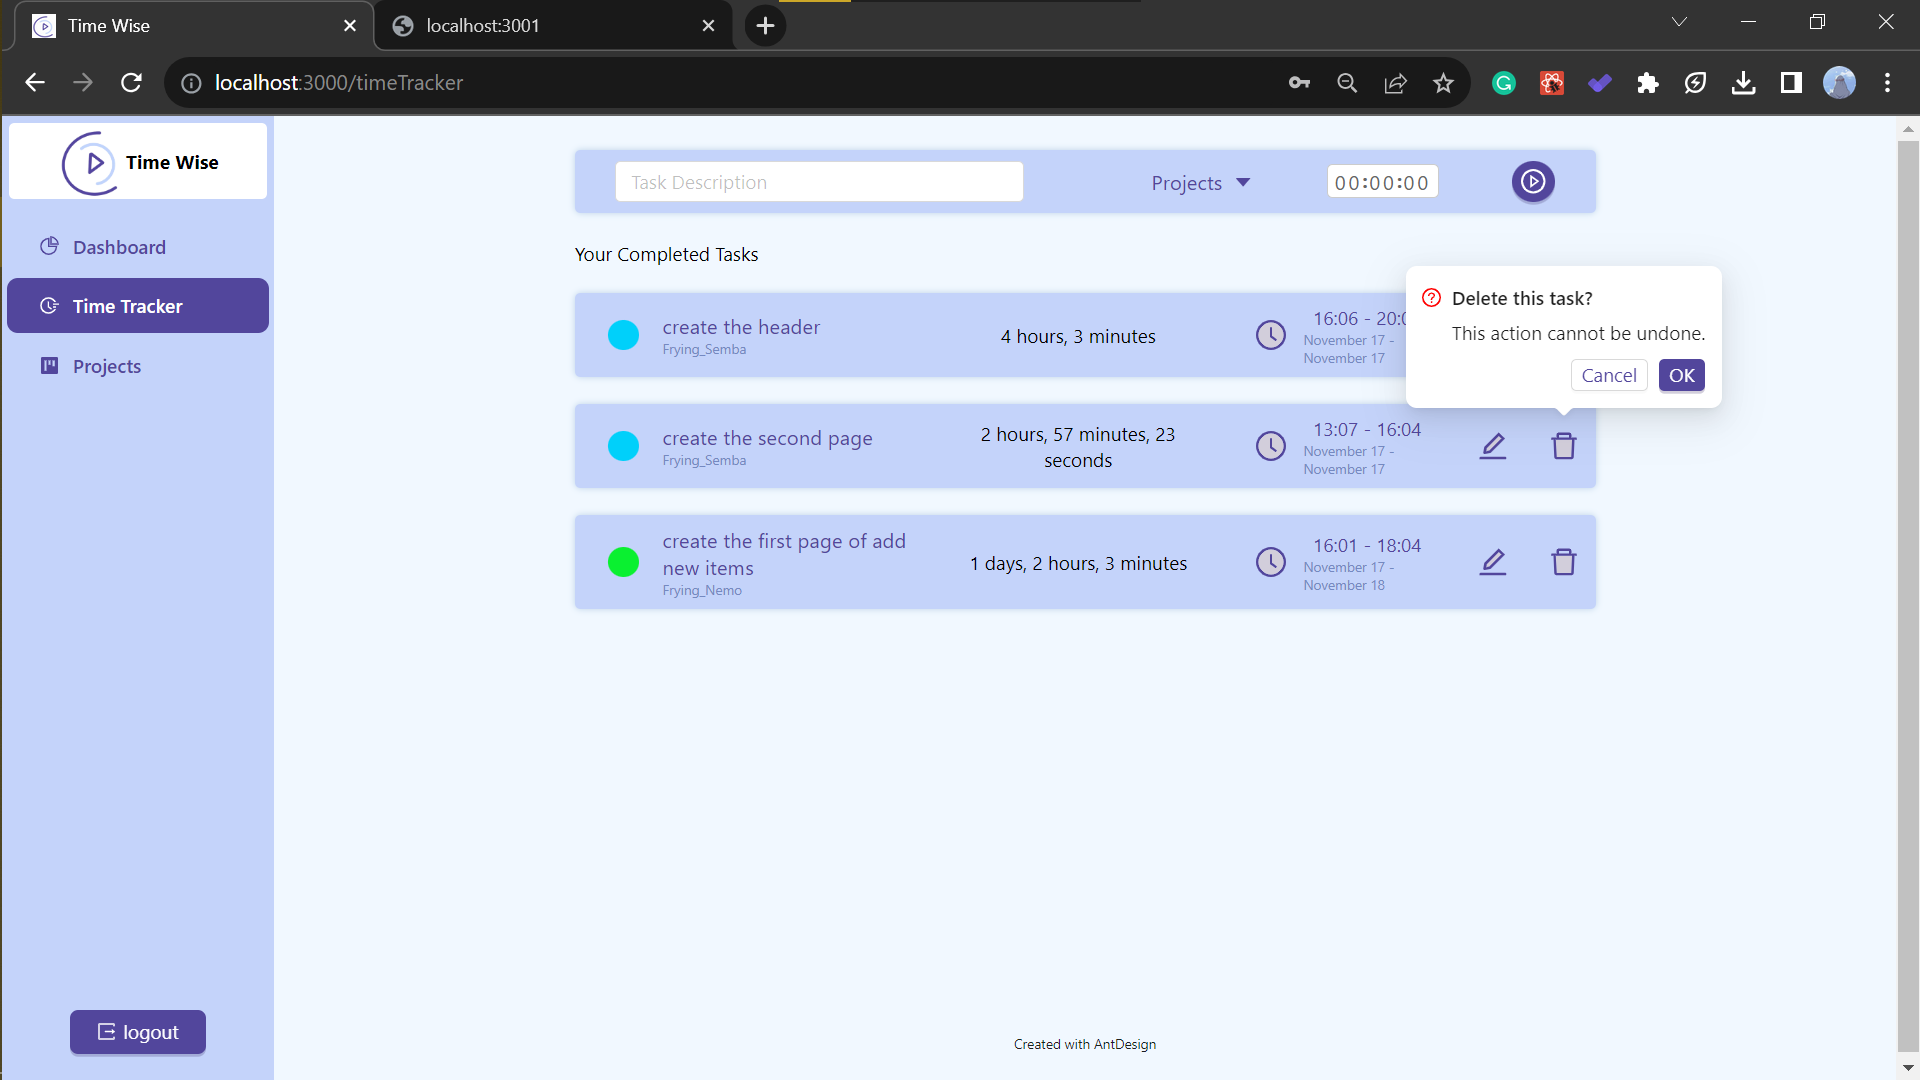 Time Wise
localhost:3001
localhost:3000/timeTracker
Time Wise
Dashboard
Time Tracker
Projects
logout
Task Description
Projects
00:00:00
Your Completed Tasks
create the header
Frying_Semba
4 hours, 3 minutes
16:06 - 20:0
November 17 -
November 17
Delete this task?
This action cannot be undone.
Cancel
OK
create the second page
Frying_Semba
2 hours, 57 minutes, 23
seconds
13:07 - 16:04
November 17 -
November 17
create the first page of add
new items
Frying_Nemo
1 days, 2 hours, 3 minutes
16:01 - 18:04
November 17 -
November 18
Created with AntDesign